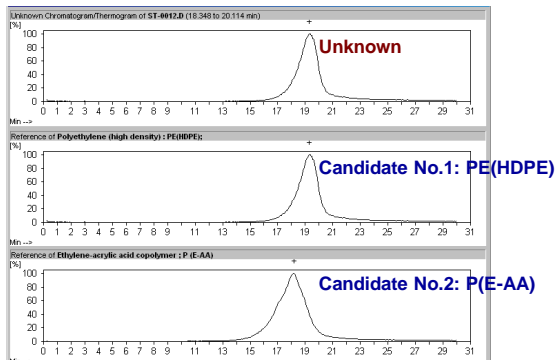 Unknown Chromatogram/Thermogram of ST-0012.D (18.348 to 20.114 min)
[%]
+
Unknown
100
80
60
40
20
0
0 1 2 3 4 5 6 7 8 9 11 13 15 17 19 21 23 25 27 29 31
Min -->
Reference of Polyethylene (high density) ; PE(HDPE);
[%]
+
Candidate No.1: PE(HDPE)
100
80
60
40
20
0
0 1 2 3 4 5 6 7 8 9 11 13 15 17 19 21 23 25 27 29 31
Min -->
Reference of Ethylene-acrylic acid copolymer ; P (E-AA)
[%]
+
Candidate No.2: P(E-AA)
100
80
60
40
20
0
0 1 2 3 4 5 6 7 8 9 11 13 15 17 19 21 23 25 27 29 31